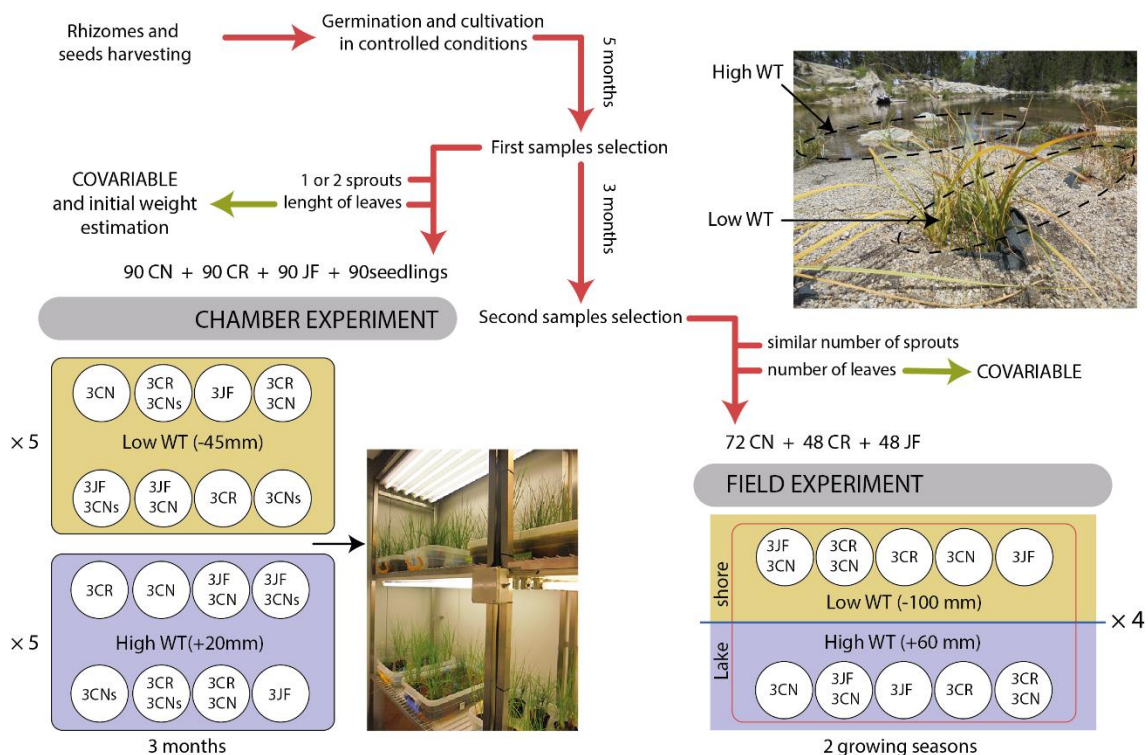 Rhizomes and
seeds harvesting
Germination and cultivation
in controlled conditions
5 months
First samples selection
1 or 2 sprouts
lenght of leaves
COVARIABLE
and initial weight
estimation
3 months
90 CN + 90 CR + 90 JF + 90seedlings
High WT
Low WT
CHAMBER EXPERIMENT
Second samples selection
similar number of sprouts
number of leaves
COVARIABLE
72 CN + 48 CR + 48 JF
FIELD EXPERIMENT
× 5
3CN
3CR
3CNs
3JF
3CR
3CN
Low WT (-45mm)
3JF
3CNs
3JF
3CN
3CR
3CNs
× 5
3CR
3CN
3JF
3CN
3JF
3CNs
High WT(+20mm)
3CNs
3CR
3CNs
3CR
3CN
3JF
3 months
shore
3JF
3CN
3CR
3CN
3CR
3CN
3JF
Low WT (-100 mm)
× 4
Lake
High WT (+60 mm)
3CN
3JF
3CN
3JF
3CR
3CR
3CN
2 growing seasons